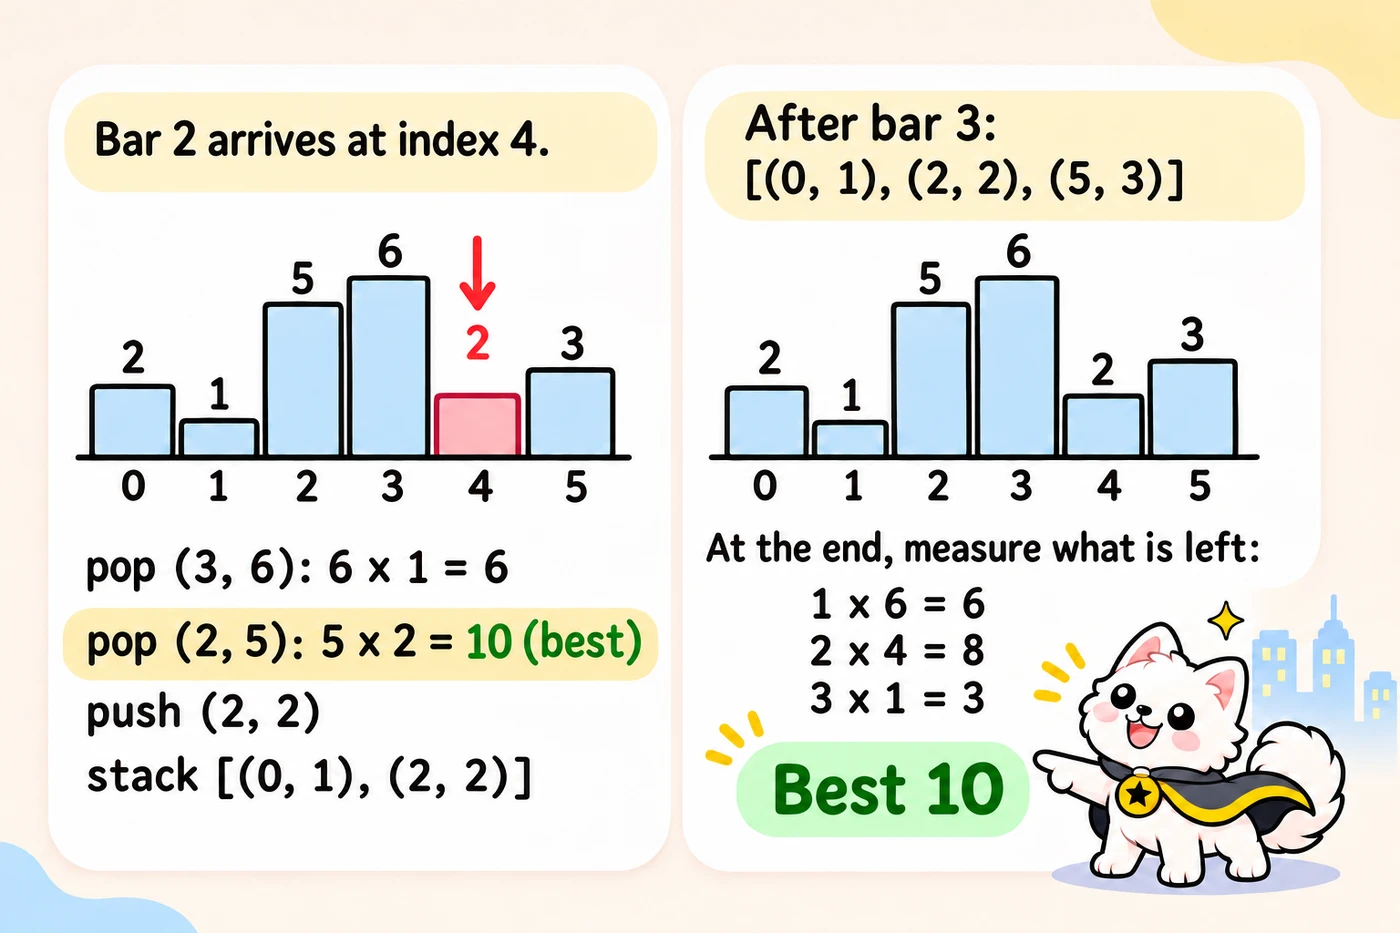 Bar 2 arrives at index 4.
5
6
2
1
2
3
0 1 2 3 4 5
pop (3, 6): 6 x 1 = 6
pop (2, 5): 5 x 2 = 10 (best)
push (2, 2)
stack [(0, 1), (2, 2)]
After bar 3:
[(0, 1), (2, 2), (5, 3)]
5
6
2
1
2
3
0 1 2 3 4 5
At the end, measure what is left:
1 x 6 = 6
2 x 4 = 8
3 x 1 = 3
Best 10